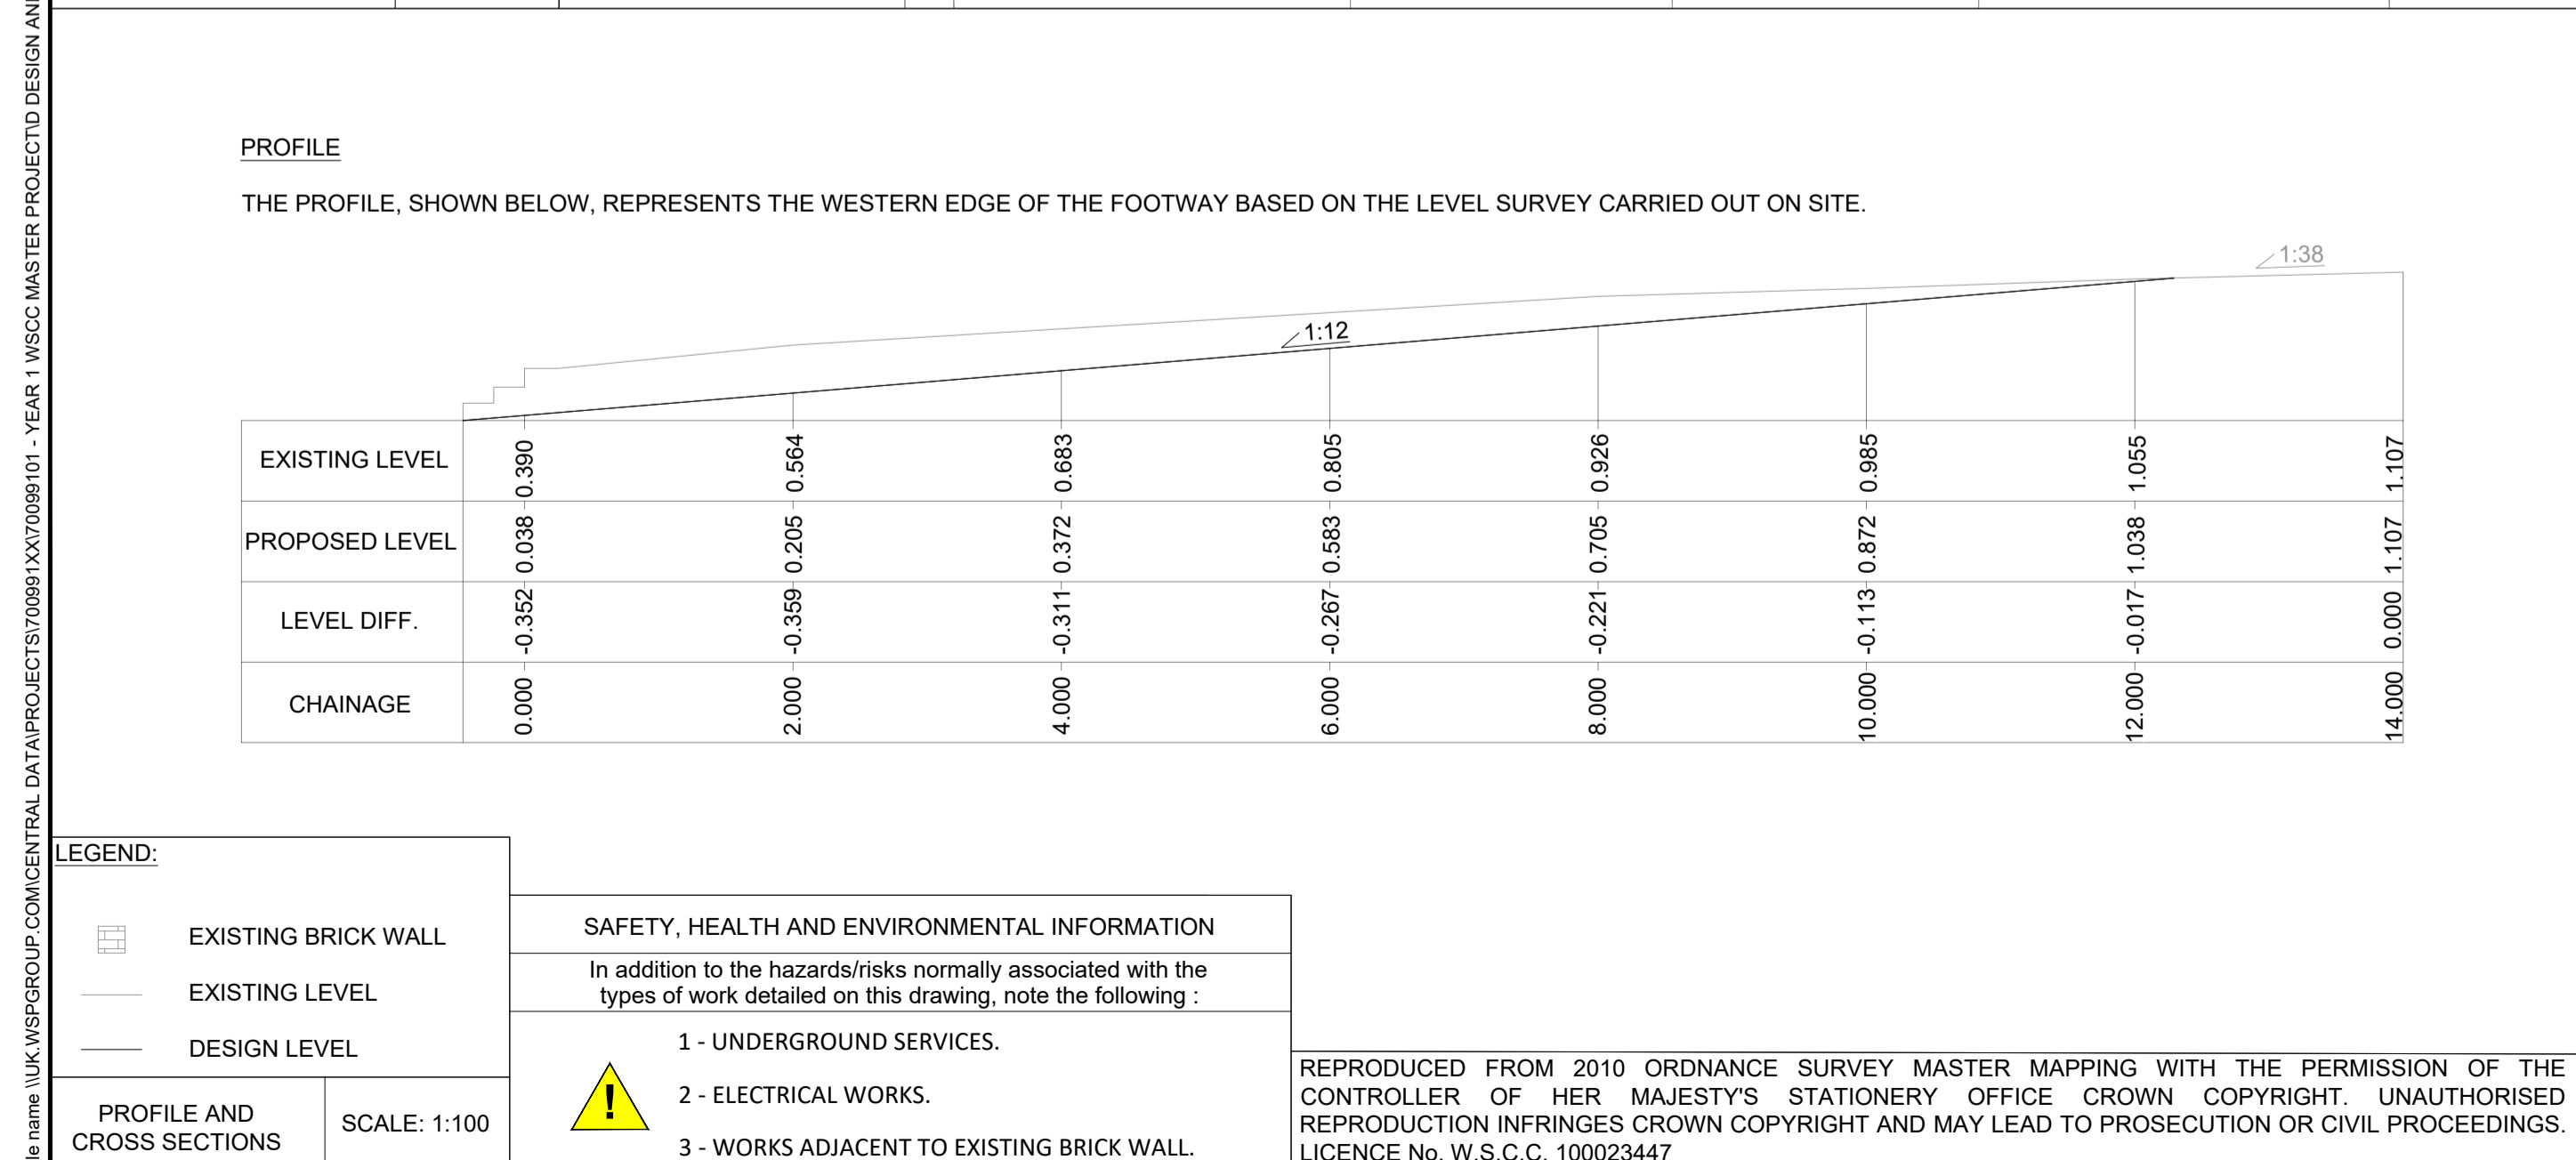 le name \\UK.WSPGROUP.COM\CENTRAL DATA\PROJECTS\700991XX\70099101 - YEAR 1 WSCC MASTER PROJECT\D DESIGN AN
PROFILE
THE PROFILE, SHOWN BELOW, REPRESENTS THE WESTERN EDGE OF THE FOOTWAY BASED ON THE LEVEL SURVEY CARRIED OUT ON SITE.
1:38
1:12
EXISTING LEVEL 0.390 0.564 0.683 0.805 0.926 0.985 1.055 1.107
PROPOSED LEVEL 0.038 0.205 0.372 0.583 0.705 0.872 1.038 1.107
LEVEL DIFF. -0.352 -0.359 -0.311 -0.267 -0.221 -0.113 -0.017 0.000
CHAINAGE 0.000 2.000 4.000 6.000 8.000 10.000 12.000 14.000
LEGEND:
EXISTING BRICK WALL
EXISTING LEVEL
DESIGN LEVEL
PROFILE AND
CROSS SECTIONS
SCALE: 1:100
SAFETY, HEALTH AND ENVIRONMENTAL INFORMATION
In addition to the hazards/risks normally associated with the
types of work detailed on this drawing, note the following :
!
1 - UNDERGROUND SERVICES.
2 - ELECTRICAL WORKS.
3 - WORKS ADJACENT TO EXISTING BRICK WALL.
REPRODUCED FROM 2010 ORDNANCE SURVEY MASTER MAPPING WITH THE PERMISSION OF THE
CONTROLLER OF HER MAJESTY'S STATIONERY OFFICE CROWN COPYRIGHT. UNAUTHORISED
REPRODUCTION INFRINGES CROWN COPYRIGHT AND MAY LEAD TO PROSECUTION OR CIVIL PROCEEDINGS.
LICENCE No. W.S.C.C. 100023447